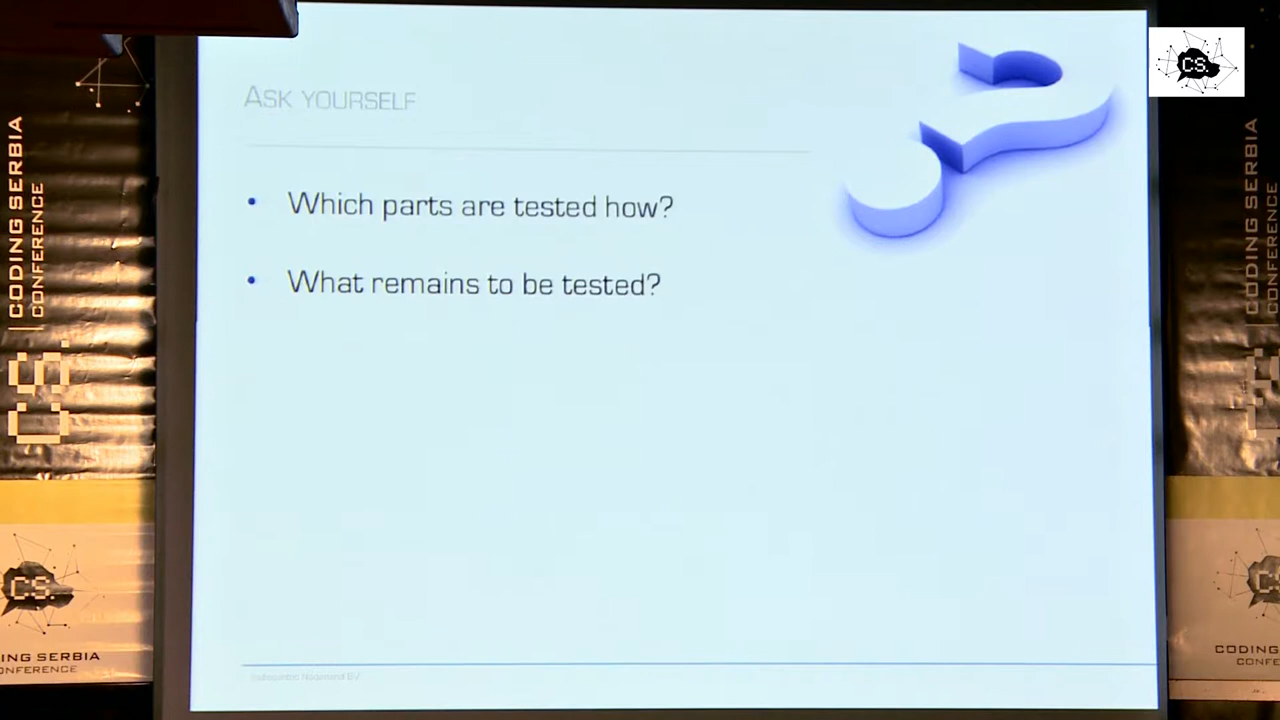 CS.
ASK YOURSELF
• Which parts are tested how?
• What remains to be tested?
CS. | CODING SERBIA
CONFERENCE
CODING SERBIA
CONFERENCE
CS.
ING SERBIA
ONFERENCE
CODING
CONFE